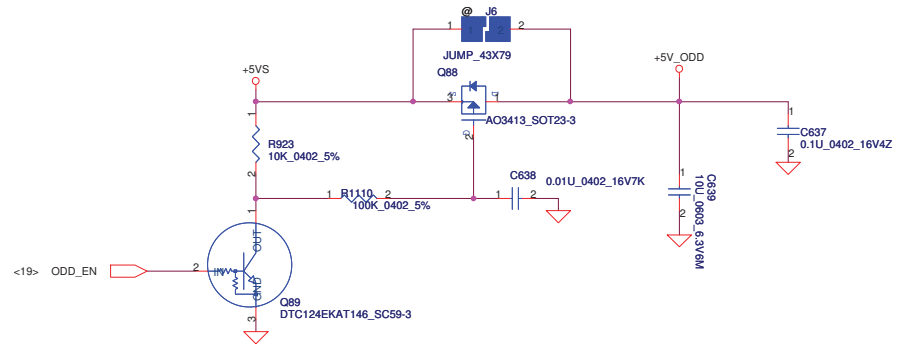 @
J6
1
1
2
2
JUMP_43X79
+5VS
Q88
+5V_ODD
3
S
D
1
G
2
AO3413_SOT23-3
1
R923
10K_0402_5%
2
1
C637
0.1U_0402_16V4Z
2
1
R1110
2
100K_0402_5%
C638
1
2
0.01U_0402_16V7K
1
C639
10U_0603_6.3V6M
2
1
OUT
<19>
ODD_EN
2
IN
GND
Q89
DTC124EKAT146_SC59-3
3